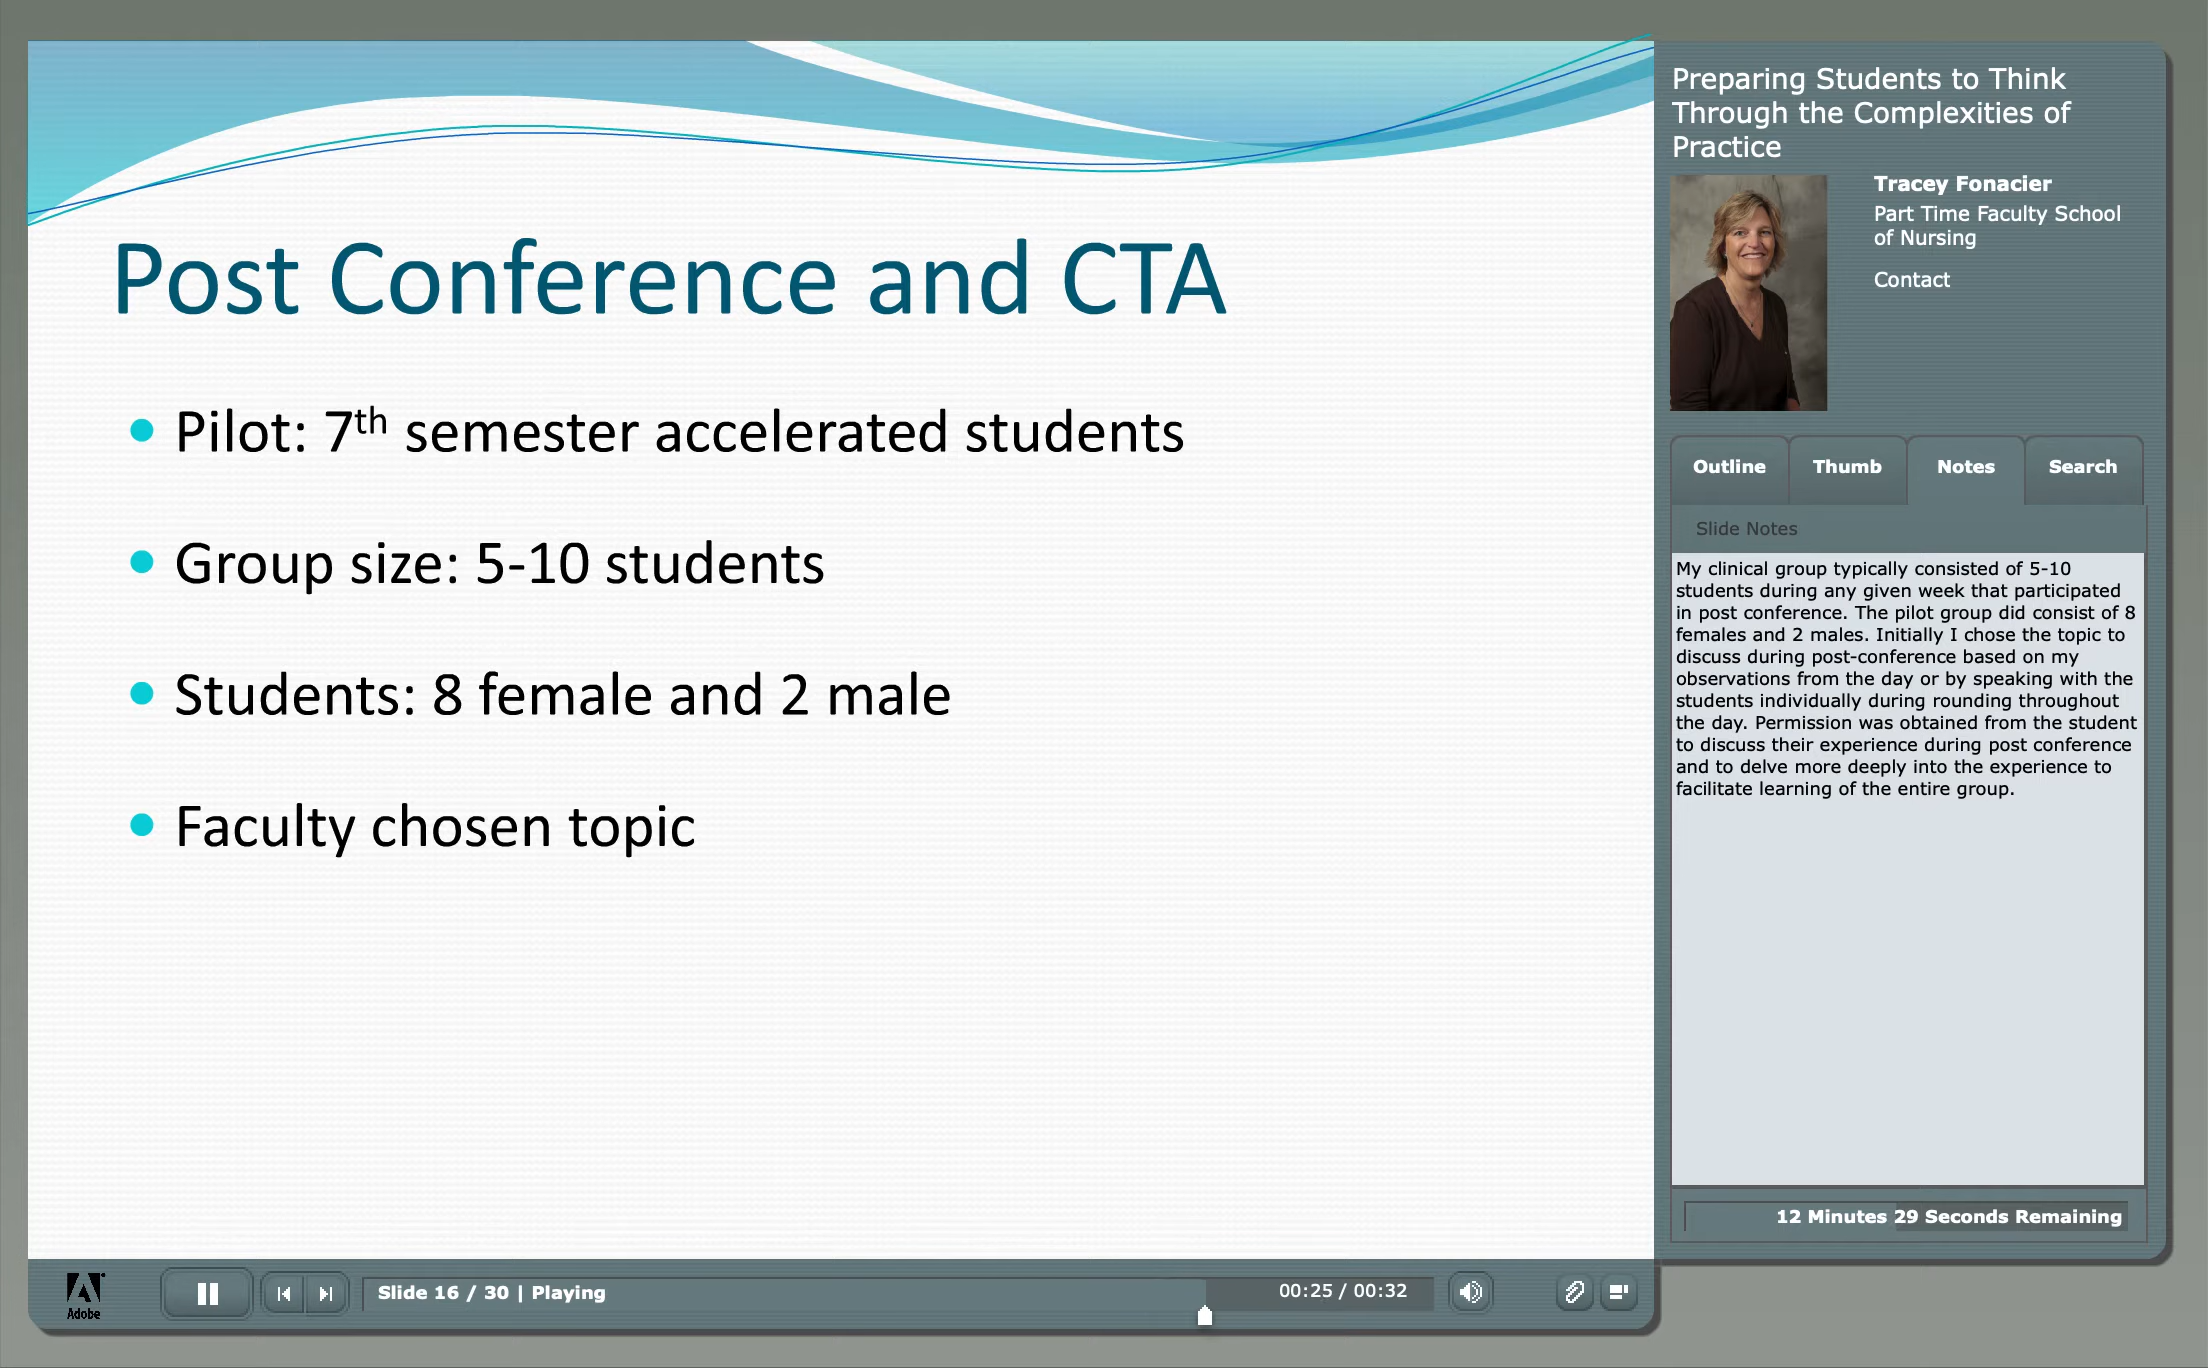 Post Conference and CTA
Pilot: 7th semester accelerated students
Group size: 5-10 students
Students: 8 female and 2 male
Faculty chosen topic
Preparing Students to Think
Through the Complexities of
Practice
Tracey Fonacier
Part Time Faculty School
of Nursing
Contact
Outline
Thumb
Notes
Search
Slide Notes
My clinical group typically consisted of 5-10
students during any given week that participated
in post conference. The pilot group did consist of 8
females and 2 males. Initially I chose the topic to
discuss during post-conference based on my
observations from the day or by speaking with the
students individually during rounding throughout
the day. Permission was obtained from the student
to discuss their experience during post conference
and to delve more deeply into the experience to
facilitate learning of the entire group.
12 Minutes 29 Seconds Remaining
Adobe
Slide 16 / 30 | Playing
00:25 / 00:32